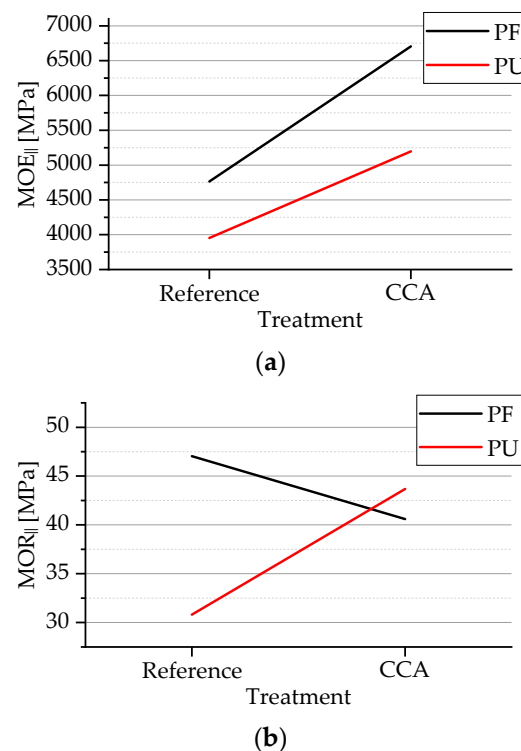 7000
6500
6000
5500
5000
4500
4000
3500
MOE|| [MPa]
PF
PU
Reference
CCA
Treatment
(a)
50
45
40
35
30
MOR|| [MPa]
PF
PU
Reference
CCA
Treatment
(b)